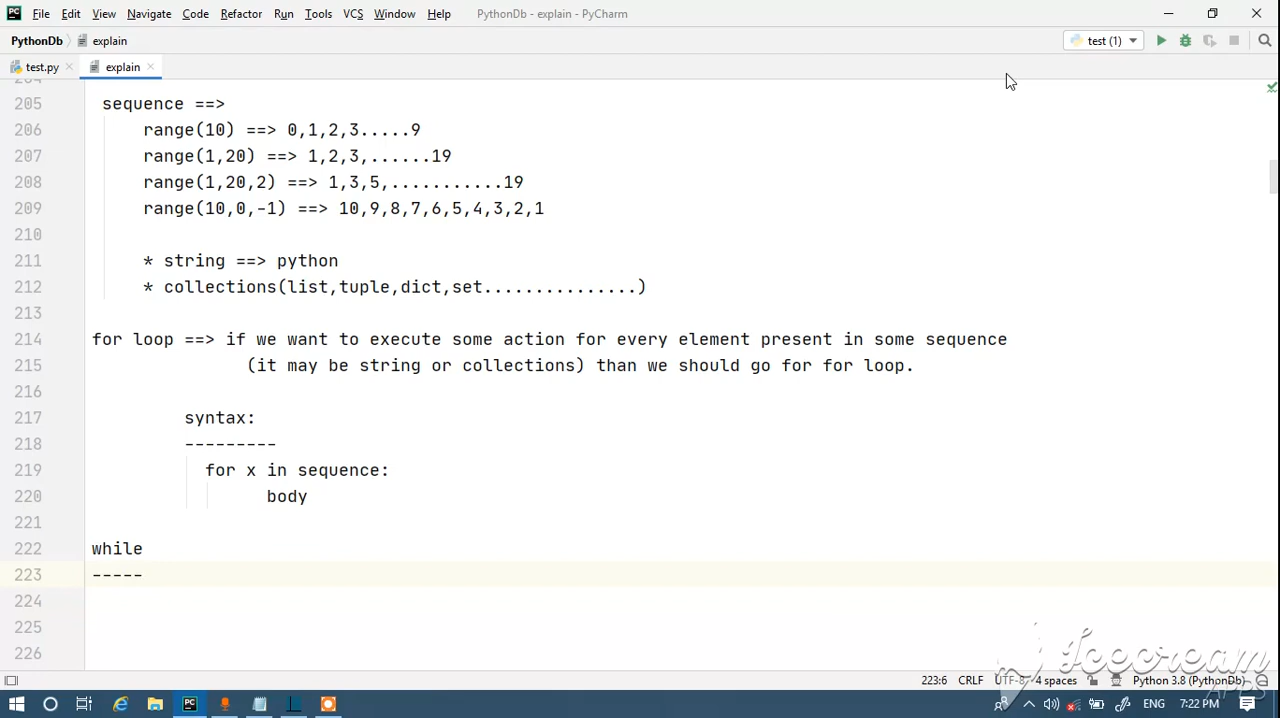 File Edit View Navigate Code Refactor Run Tools VCS Window Help PythonDb - explain - PyCharm
PythonDb explain test (1)
test.py explain
204
205 sequence ==>
206 range(10) ==> 0,1,2,3.....9
207 range(1,20) ==> 1,2,3,......19
208 range(1,20,2) ==> 1,3,5,...........19
209 range(10,0,-1) ==> 10,9,8,7,6,5,4,3,2,1
210
211 * string ==> python
212 * collections(list,tuple,dict,set...............)
213
214 for loop ==> if we want to execute some action for every element present in some sequence
215 (it may be string or collections) than we should go for for loop.
216
217 syntax:
218 ---------
219 for x in sequence:
220 body
221
222 while
223 -----
224
225
226
Icecream
APPS
223:6 CRLF UTF-8 4 spaces Python 3.8 (PythonDb)
PC ENG 7:22 PM